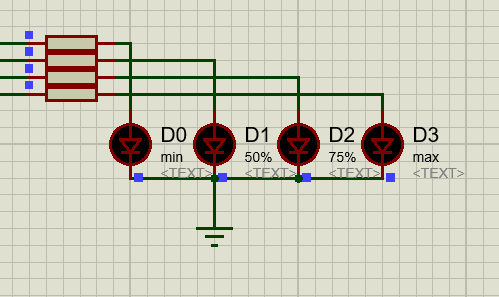 D0
min
<TEXT>
D1
50%
<TEXT>
D2
75%
<TEXT>
D3
max
<TEXT>